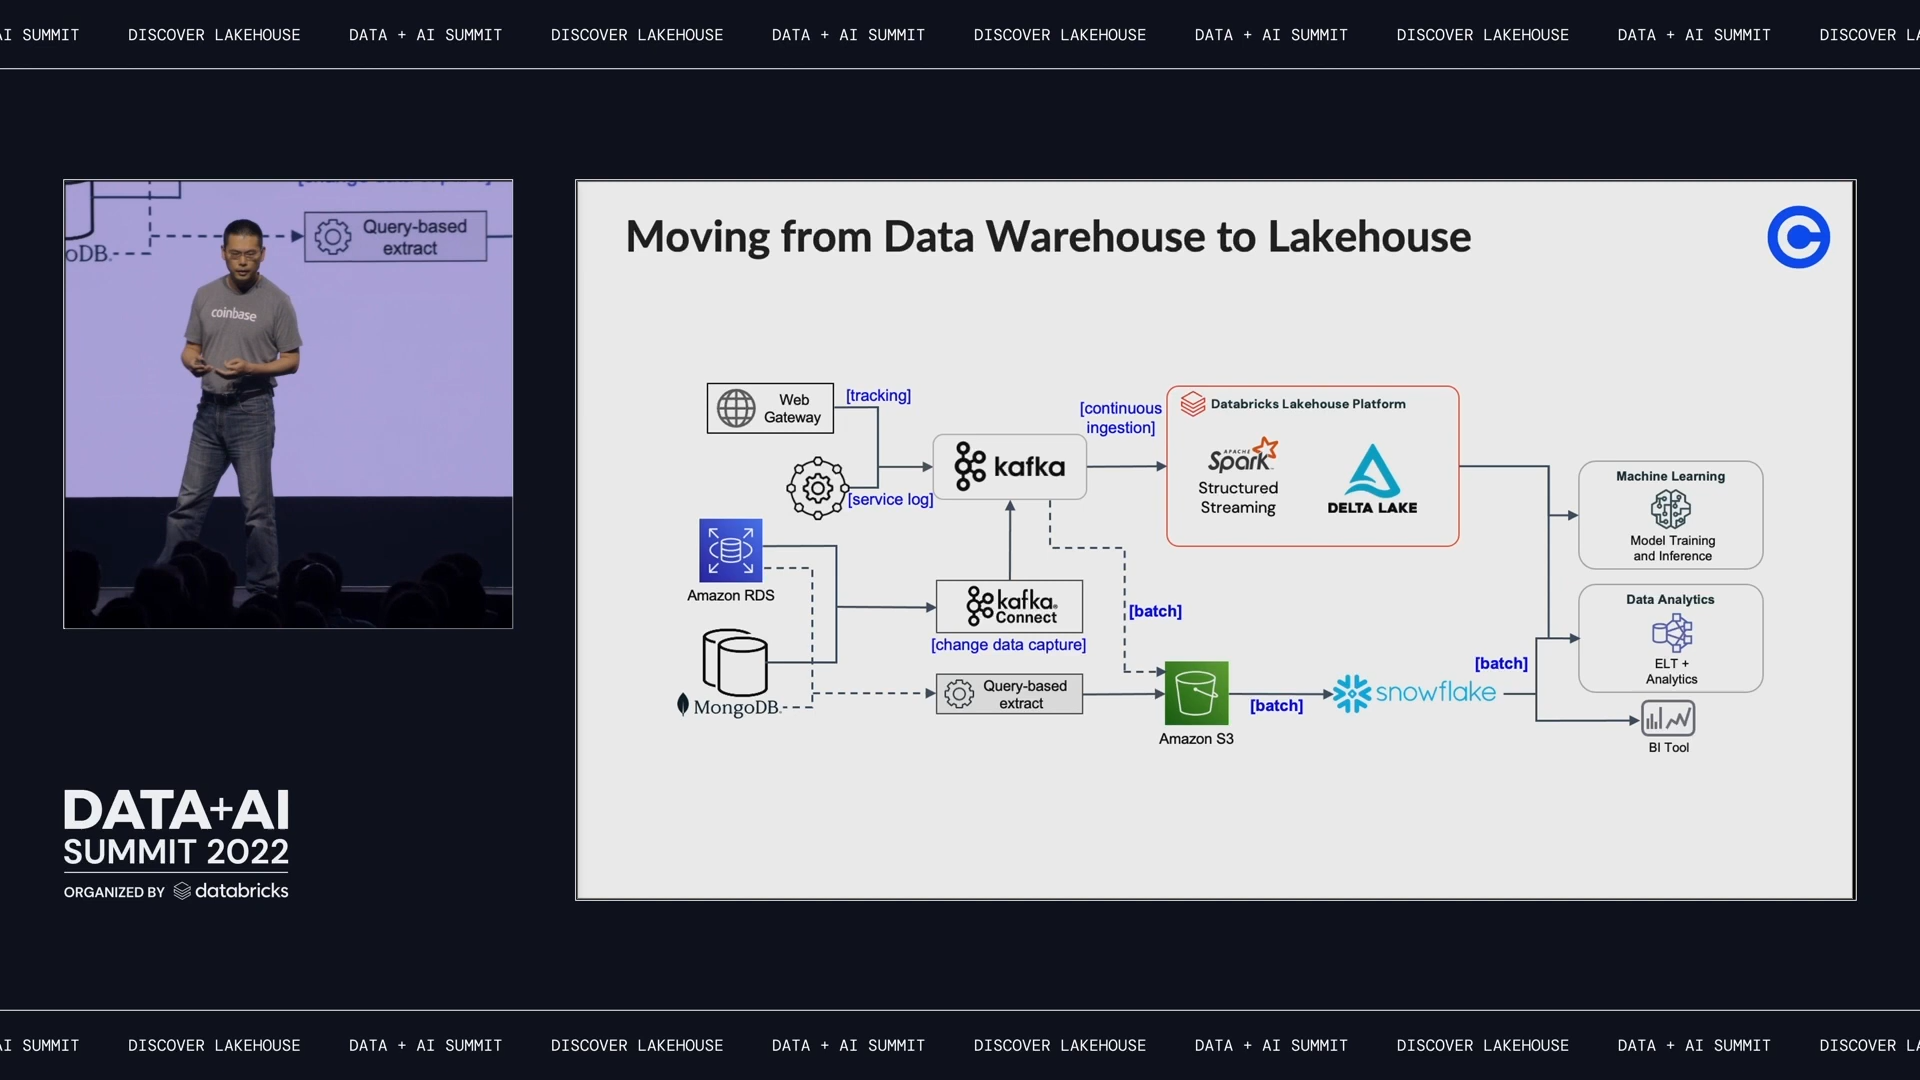 AI SUMMIT DISCOVER LAKEHOUSE DATA + AI SUMMIT DISCOVER LAKEHOUSE DATA + AI SUMMIT DISCOVER LAKEHOUSE DATA + AI SUMMIT DISCOVER LAKEHOUSE DATA + AI SUMMIT DISCOVER LA
oDB.
Query-based
extract
coinbase
DATA+AI
SUMMIT 2022
ORGANIZED BY databricks
Moving from Data Warehouse to Lakehouse
Web
Gateway
[tracking]
[service log]
Amazon RDS
MongoDB.
kafka
kafka
Connect
[change data capture]
Query-based
extract
[continuous
ingestion]
[batch]
Databricks Lakehouse Platform
APACHE
Spark
Structured
Streaming
DELTA LAKE
Amazon S3
[batch]
snowflake
[batch]
Machine Learning
Model Training
and Inference
Data Analytics
ELT +
Analytics
BI Tool
AI SUMMIT DISCOVER LAKEHOUSE DATA + AI SUMMIT DISCOVER LAKEHOUSE DATA + AI SUMMIT DISCOVER LAKEHOUSE DATA + AI SUMMIT DISCOVER LAKEHOUSE DATA + AI SUMMIT DISCOVER LA